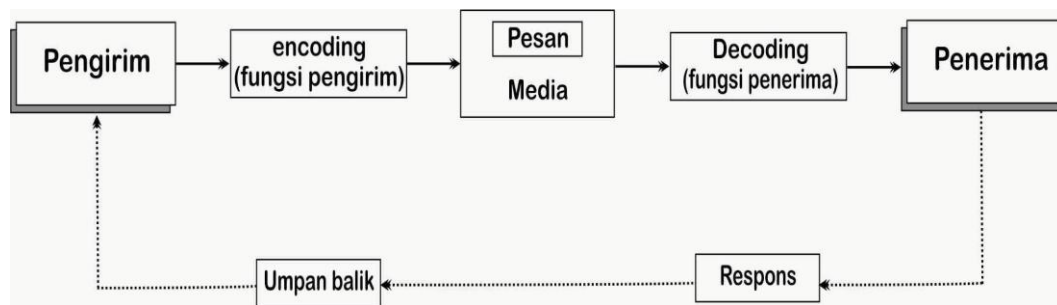 Pengirim
encoding
(fungsi pengirim)
Pesan
Media
Decoding
(fungsi penerima)
Penerima
Umpan balik
Respons